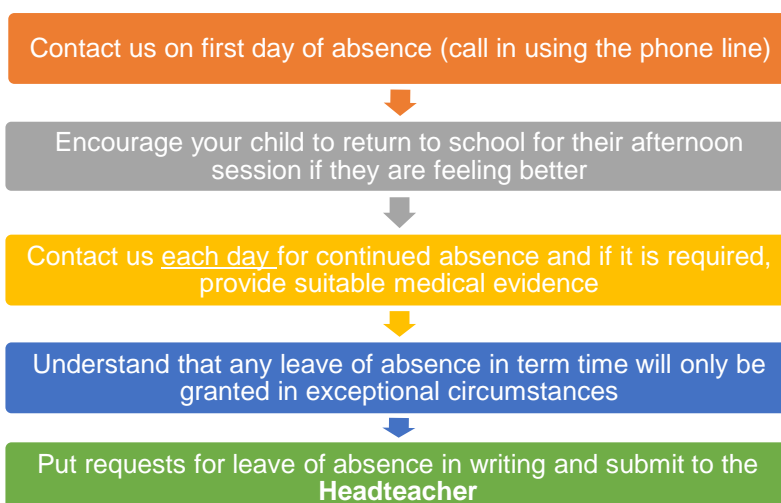 Contact us on first day of absence (call in using the phone line)
Encourage your child to return to school for their afternoon
session if they are feeling better
Contact us each day for continued absence and if it is required,
provide suitable medical evidence
Understand that any leave of absence in term time will only be
granted in exceptional circumstances
Put requests for leave of absence in writing and submit to the
Headteacher